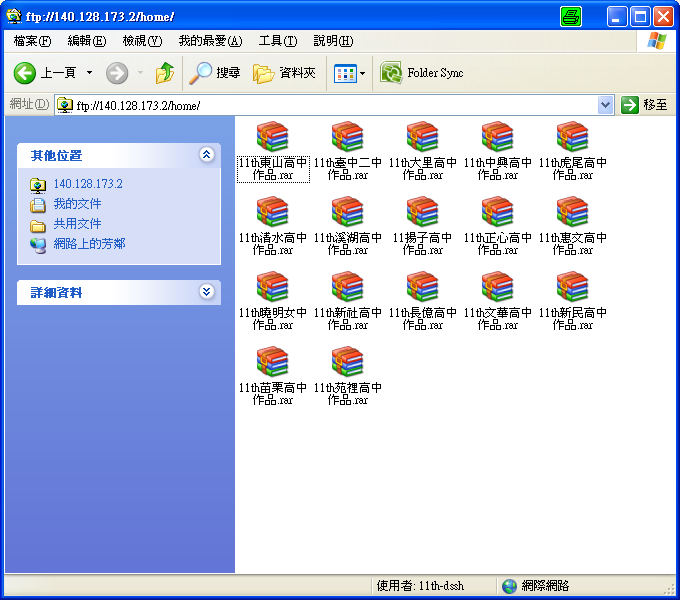 ftp://140.128.173.2/home/
檔案(F) 編輯(E) 檢視(V) 我的最愛(A) 工具(T) 說明(H)
上一頁 搜尋 資料夾 Folder Sync
網址(D) ftp://140.128.173.2/home/ 移至
其他位置
140.128.173.2
我的文件
共用文件
網路上的芳鄰
詳細資料
11th東山高中 11th臺中二中 11th大里高中 11th中興高中 11th虎尾高中
作品.rar 作品.rar 作品.rar 作品.rar 作品.rar
11th清水高中 11th溪湖高中 11揚子高中 11th正心高中 11th惠文高中
作品.rar 作品.rar 作品.rar 作品.rar 作品.rar
11th曉明女中 11th新社高中 11th長億高中 11th文華高中 11th新民高中
作品.rar 作品.rar 作品.rar 作品.rar 作品.rar
11th苗栗高中 11th苑裡高中
作品.rar 作品.rar
使用者: 11th-dssh 網際網路